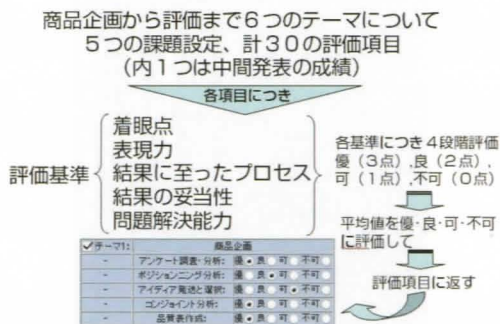 商品企画から評価まで６つのテーマについて
５つの課題設定、計３０の評価項目
（内１つは中間発表の成績）
各項目につき
評価基準
着眼点
表現力
結果に至ったプロセス
結果の妥当性
問題解決能力
各基準につき４段階評価
優（３点）,良（２点）,
可（１点）,不可（０点）
平均値を優・良・可・不可
に評価して
評価項目に返す
テーマ1: 商品企画
- アンケート調査・分析: 優 良 可 不可
- ポジションニング分析: 優 良 可 不可
- アイディア発送と選択: 優 良 可 不可
- コンジョイント分析: 優 良 可 不可
- 品質表作成: 優 良 可 不可